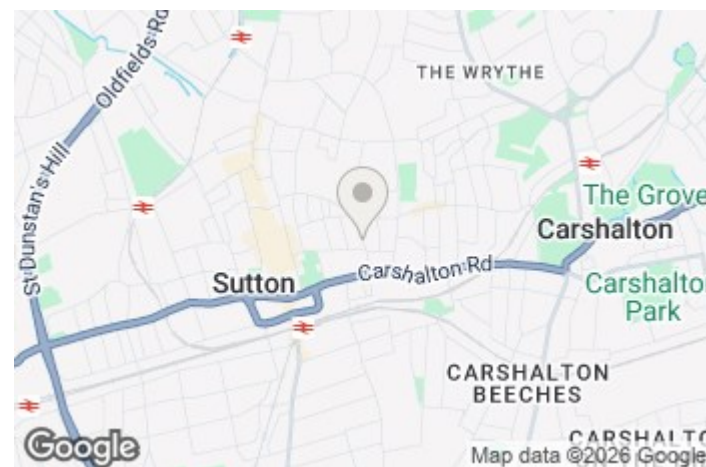 Oldfields Rd
THE WRYTHE
St Dunstan's Hill
The Grove
Carshalton
Sutton
Carshalton Rd
Carshalton
Park
CARSHALTON
BEECHES
CARSHALTO
Google
Map data ©2026 Google